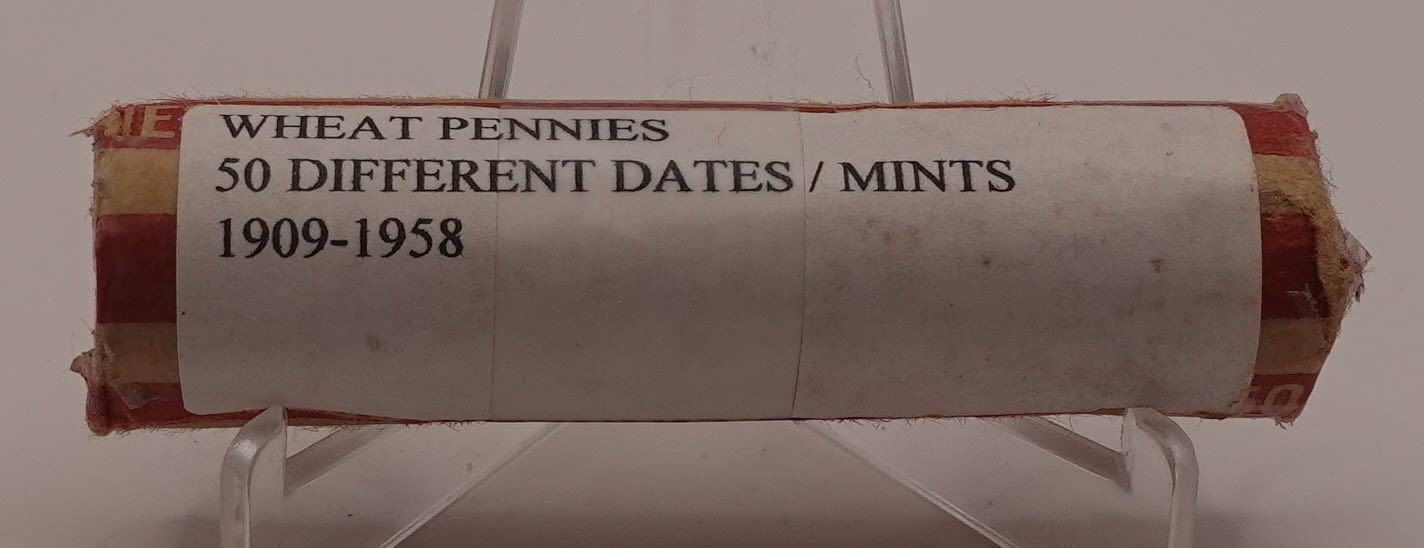 WHEAT PENNIES
50 DIFFERENT DATES / MINTS
1909-1958